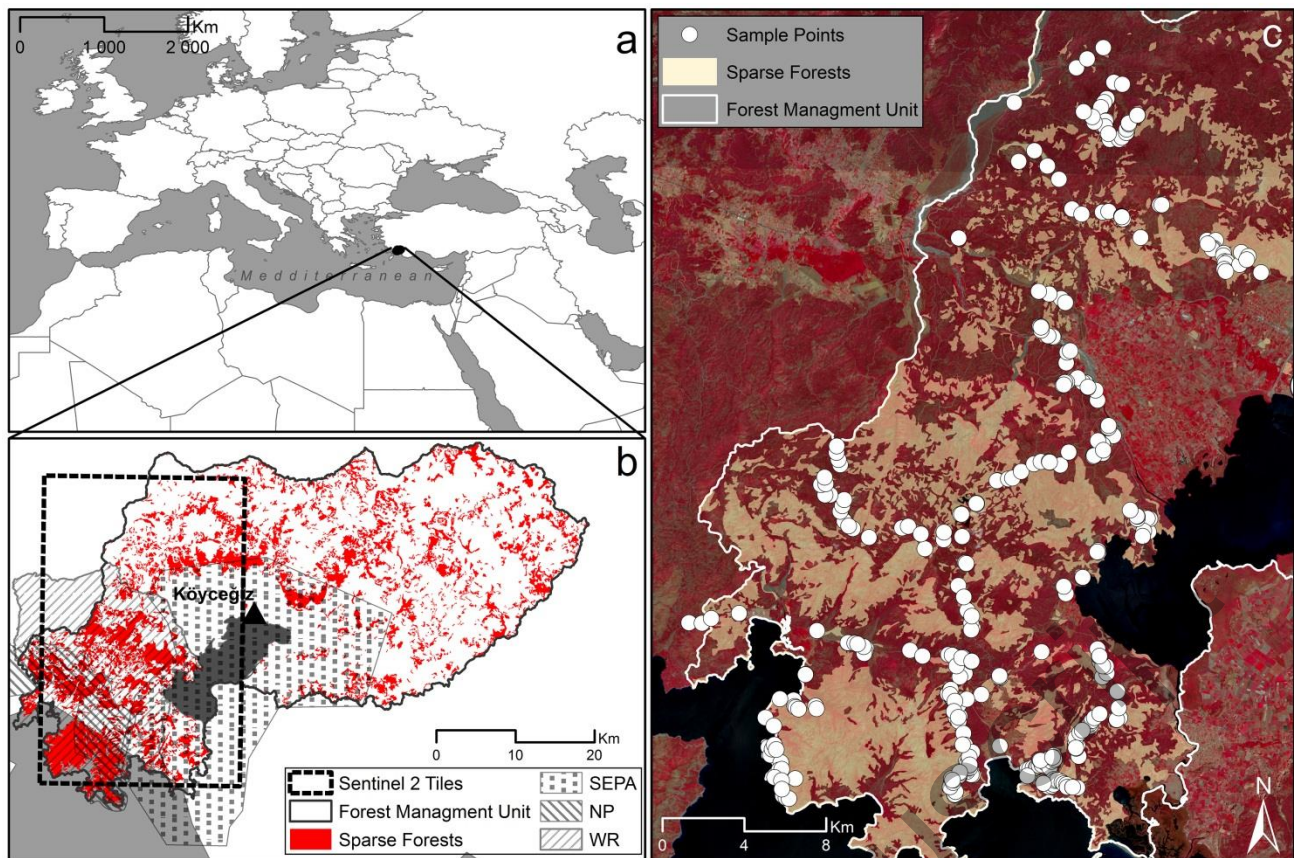 Km
0 1 000 2 000
a
Medditerranean
b
Köyceğiz
0 10 20
Km
Sentinel 2 Tiles
Forest Managment Unit
Sparse Forests
SEPA
NP
WR
c
Sample Points
Sparse Forests
Forest Managment Unit
Km
0 4 8
N